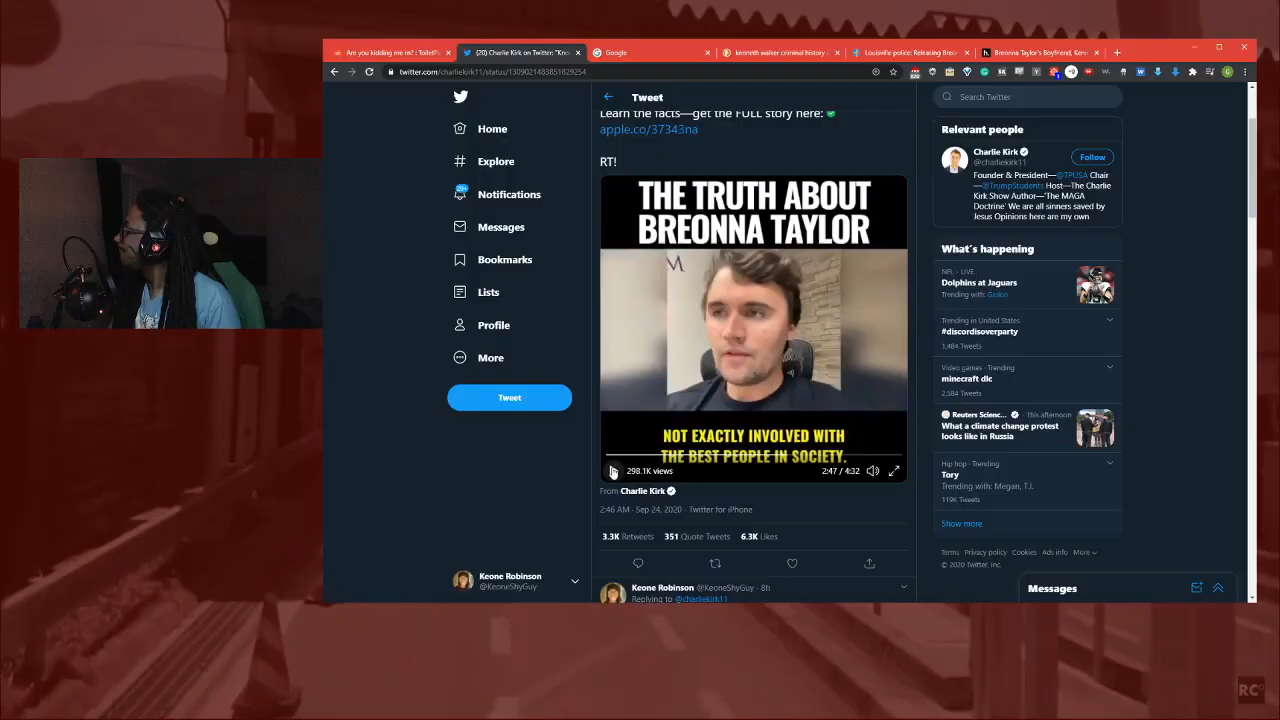 Are you kidding me rn? : ToiletP
(20) Charlie Kirk on Twitter: "Kno
Google
kenneth walker criminal history
Louisville police: Releasing Breo
Breonna Taylor's Boyfriend, Ken
twitter.com/charliekirk11/status/1309021483851829254
Home
Explore
20+
Notifications
Messages
Bookmarks
Lists
Profile
More
Tweet
Keone Robinson
@KeoneShyGuy
Tweet
Learn the facts—get the FULL story here:
apple.co/37343na
RT!
THE TRUTH ABOUT
BREONNA TAYLOR
NOT EXACTLY INVOLVED WITH
THE BEST PEOPLE IN SOCIETY.
298.1K views
2:47 / 4:32
From Charlie Kirk
2:46 AM · Sep 24, 2020 · Twitter for iPhone
3.3K Retweets 351 Quote Tweets 6.3K Likes
Keone Robinson @KeoneShyGuy · 8h
Replying to @charliekirk11
Search Twitter
Relevant people
Charlie Kirk
@charliekirk11
Follow
Founder & President—@TPUSA Chair
—@TrumpStudents Host—The Charlie
Kirk Show Author—'The MAGA
Doctrine' We are all sinners saved by
Jesus Opinions here are my own
What's happening
NFL · LIVE
Dolphins at Jaguars
Trending with: Gaskin
Trending in United States
#discordisoverparty
1,484 Tweets
Video games · Trending
minecraft dlc
2,584 Tweets
Reuters Scienc... · This afternoon
What a climate change protest
looks like in Russia
Hip hop · Trending
Tory
Trending with: Megan, T.I.
119K Tweets
Show more
Terms Privacy policy Cookies Ads info More
© 2020 Twitter, Inc.
Messages
RC